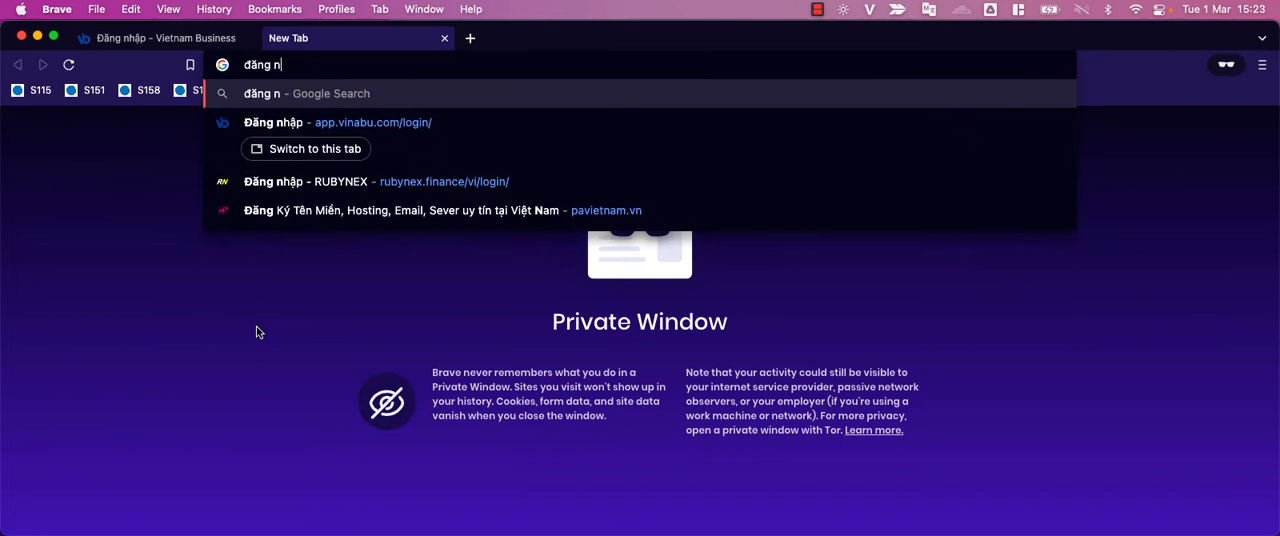 Brave File Edit View History Bookmarks Profiles Tab Window Help Tue 1 Mar 15:23
Đăng nhập - Vietnam Business New Tab
đăng n
S115 S151 S158 S1
đăng n - Google Search
Đăng nhập - app.vinabu.com/login/
Switch to this tab
RN Đăng nhập - RUBYNEX - rubynex.finance/vi/login/
Đăng Ký Tên Miền, Hosting, Email, Sever uy tín tại Việt Nam - pavietnam.vn
Private Window
Brave never remembers what you do in a
Private Window. Sites you visit won't show up in
your history. Cookies, form data, and site data
vanish when you close the window.
Note that your activity could still be visible to
your internet service provider, passive network
observers, or your employer (if you're using a
work machine or network). For more privacy,
open a private window with Tor. Learn more.